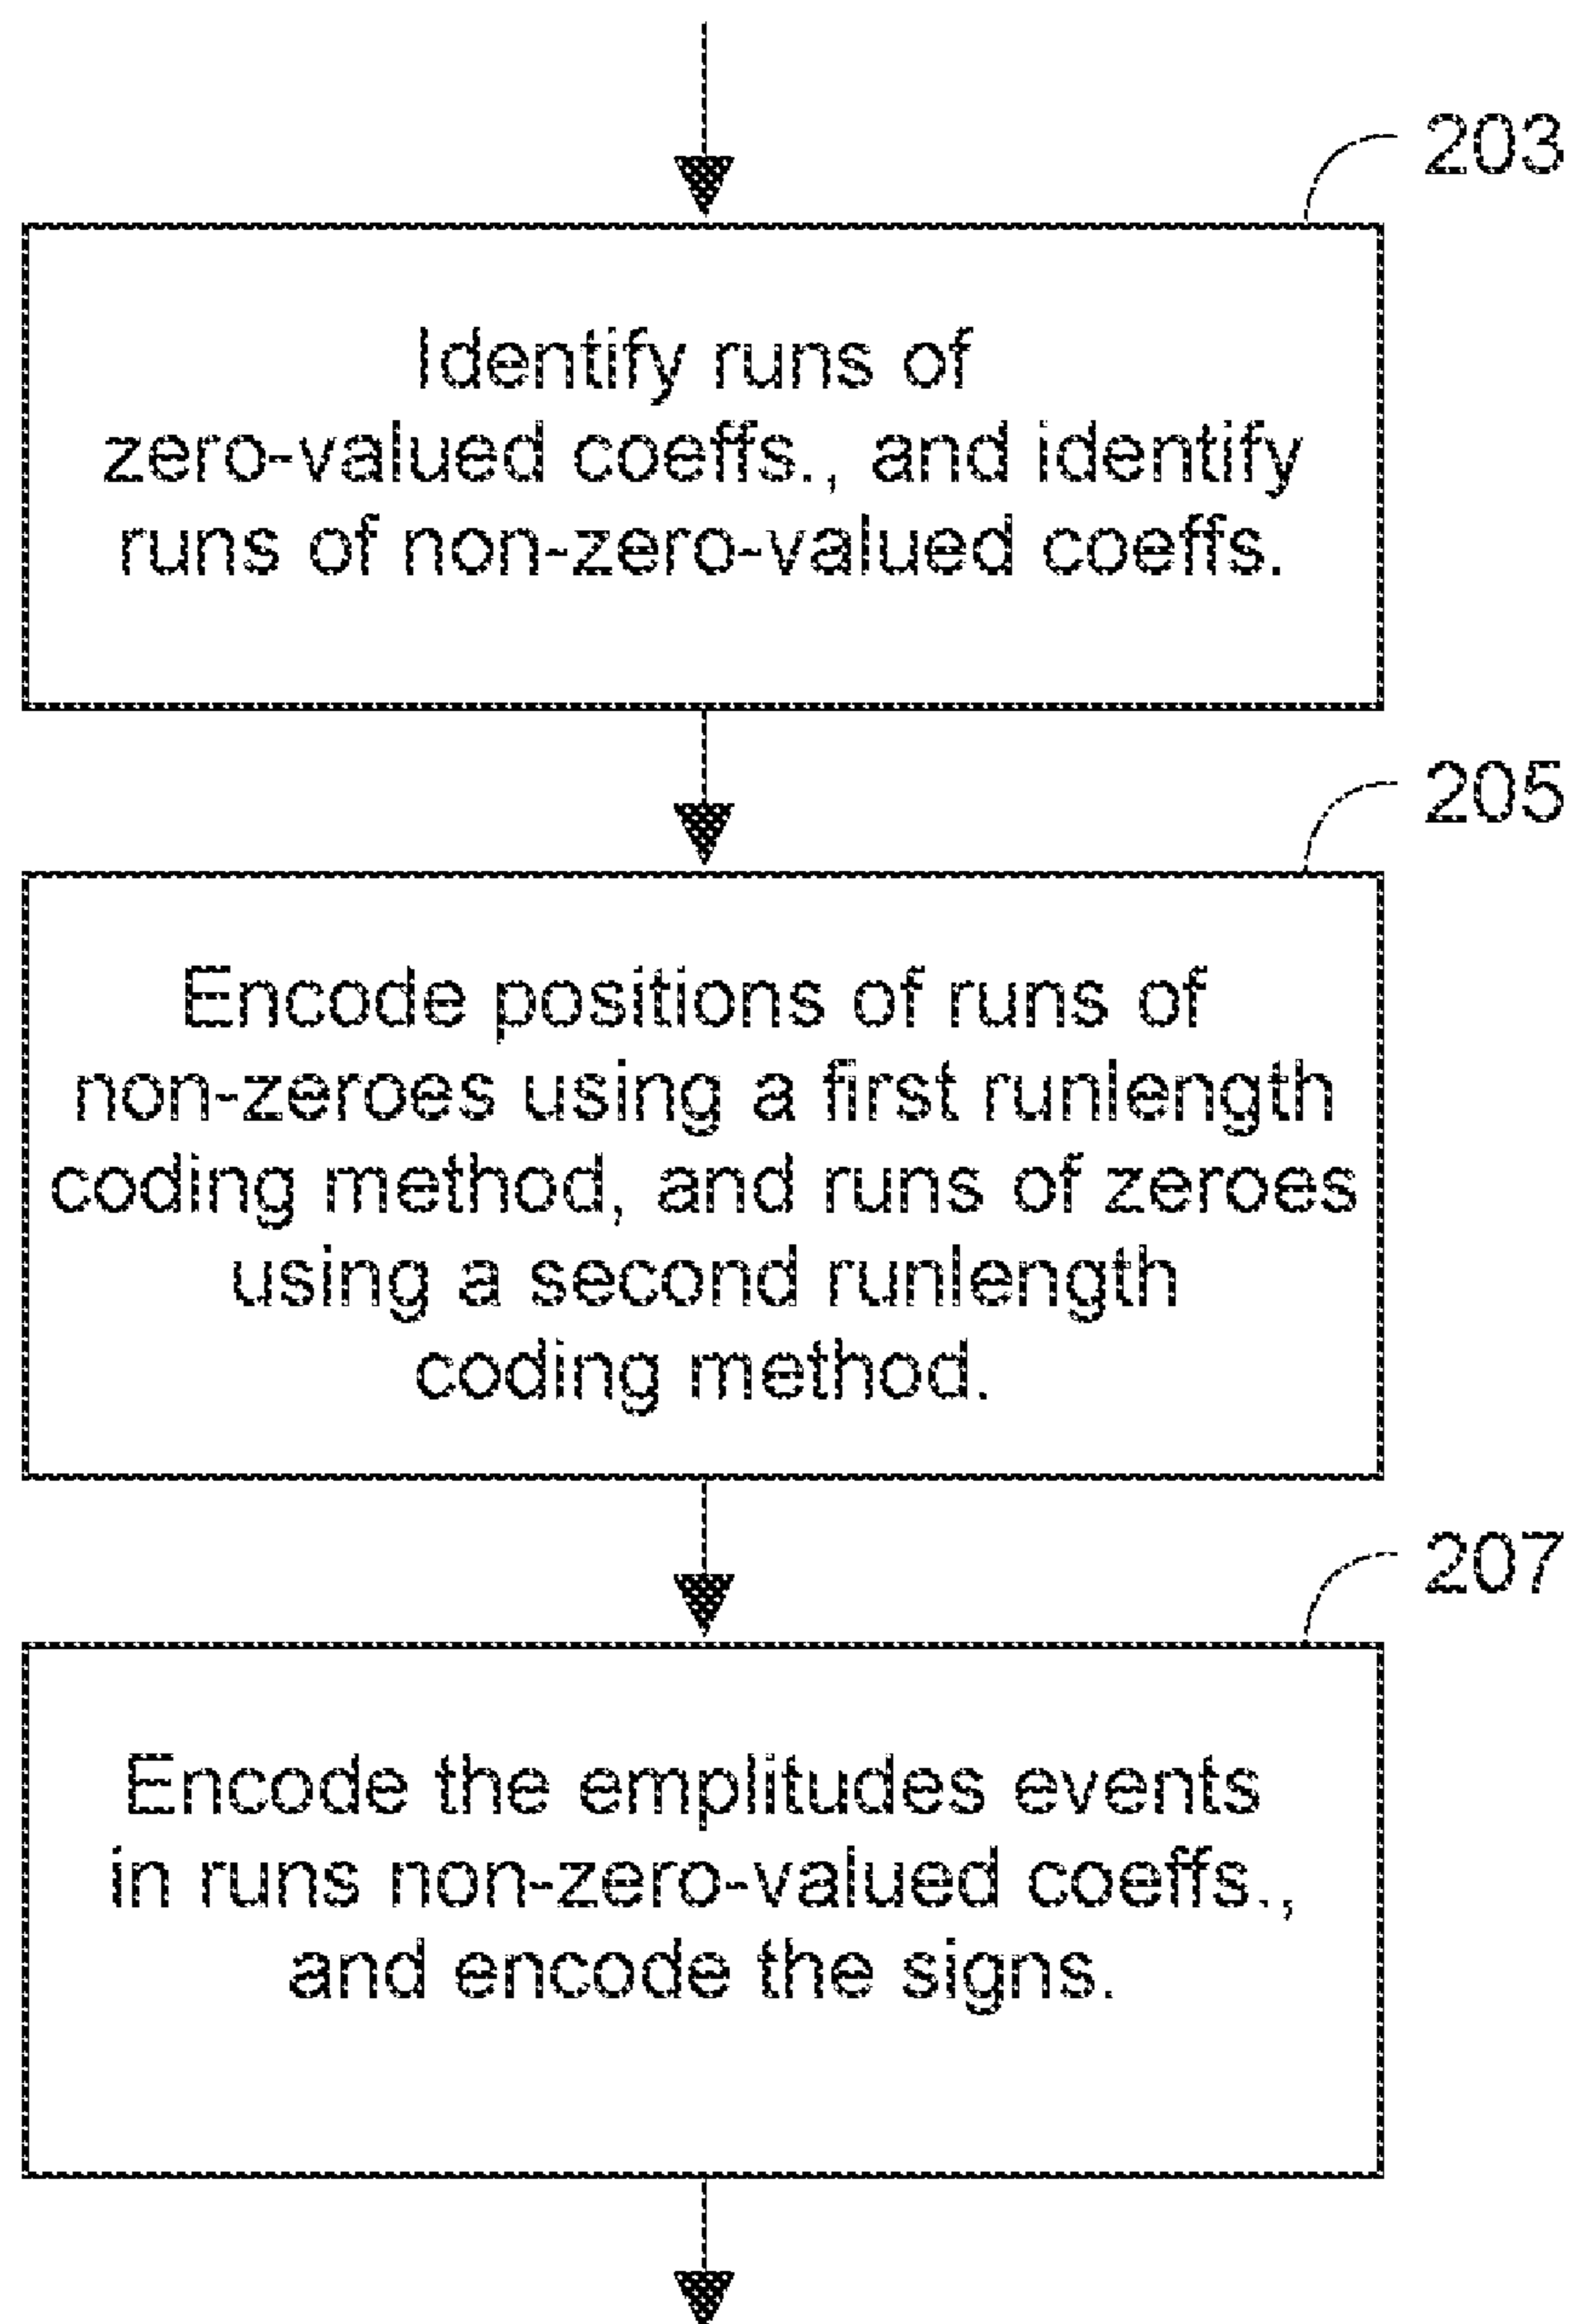 203
Identify runs of
zero-valued coeffs., and identify
runs of non-zero-valued coeffs.
205
Encode positions of runs of
non-zeroes using a first runlength
coding method, and runs of zeroes
using a second runlength
coding method.
207
Encode the emplitudes events
in runs non-zero-valued coeffs.,
and encode the signs.